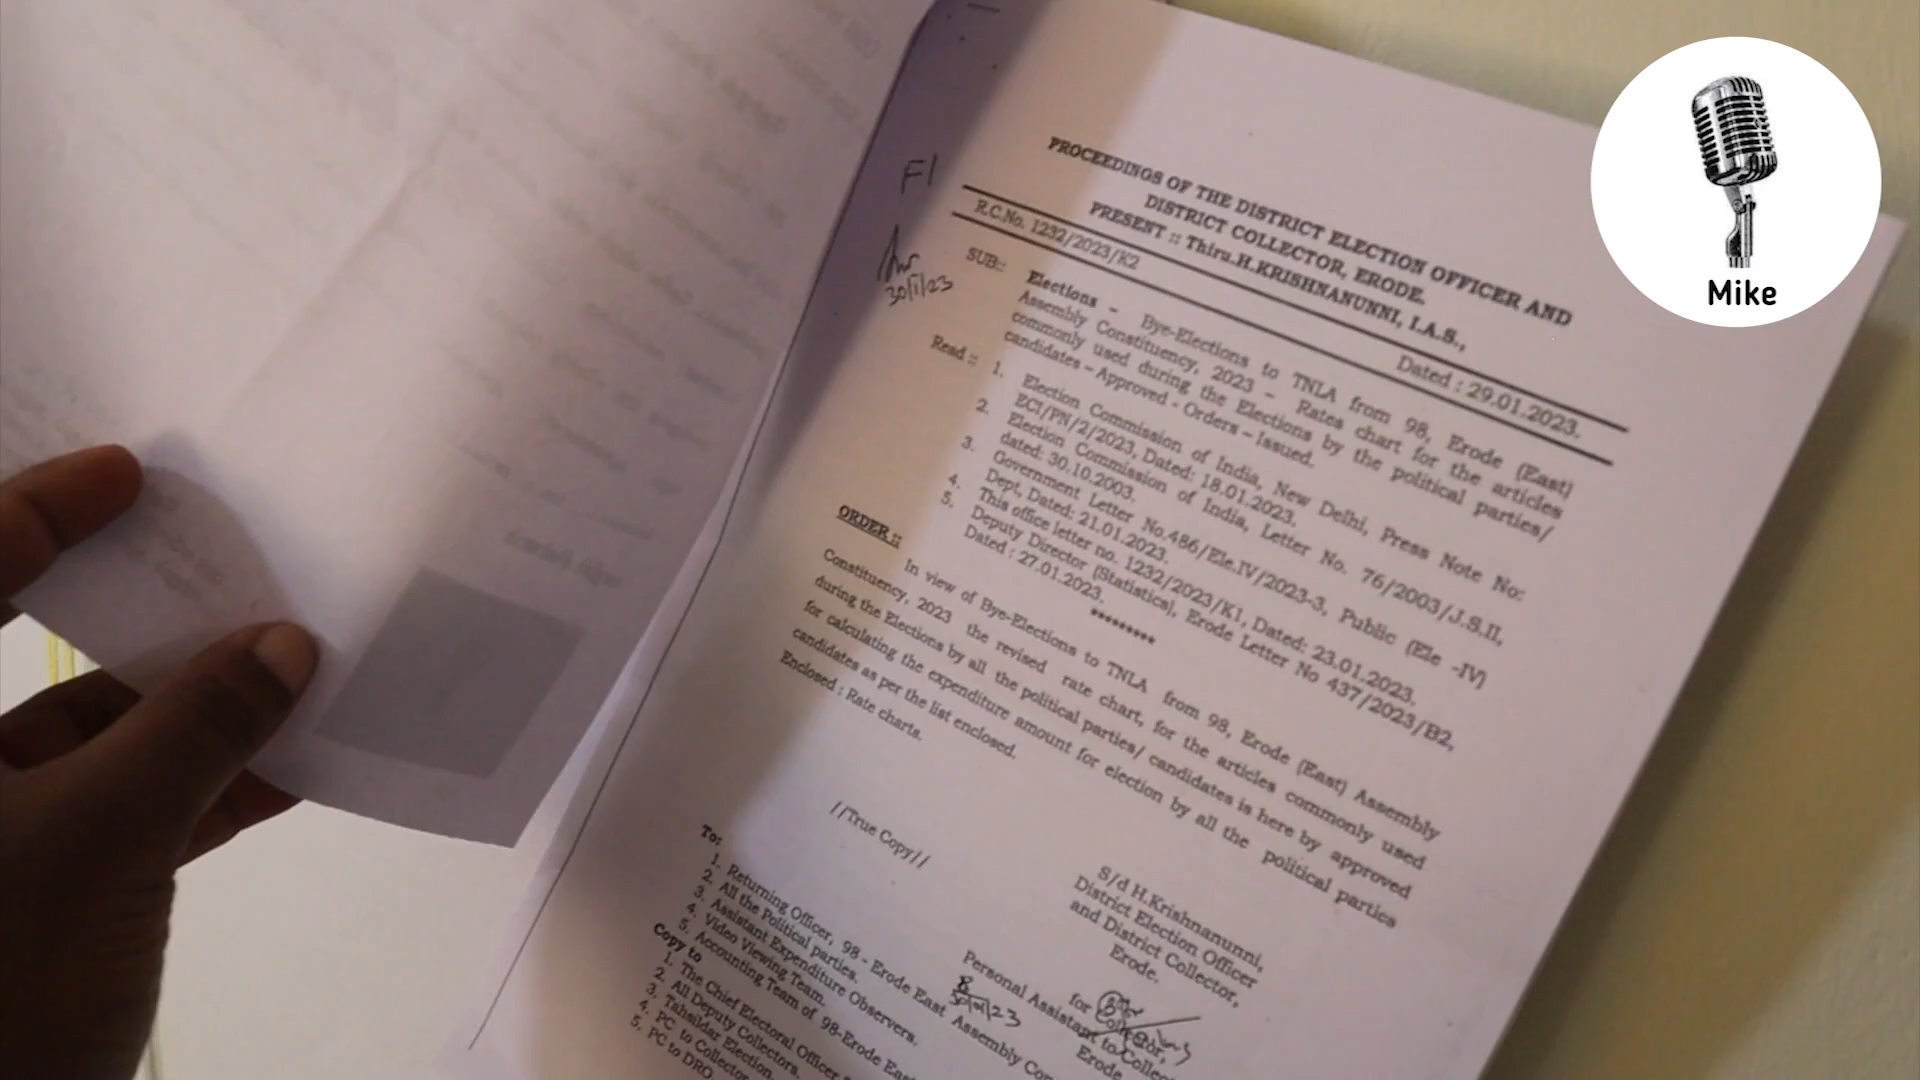 PROCEEDINGS OF THE DISTRICT ELECTION OFFICER AND
DISTRICT COLLECTOR, ERODE.
PRESENT :: Thiru.H.KRISHNANUNNI, I.A.S.,
R.C.No. 1232/2023/K2
Dated : 29.01.2023.
SUB::
Elections – Bye-Elections to TNLA from 98, Erode (East)
Assembly Constituency, 2023 – Rates chart for the articles
commonly used during the Elections by the political parties/
candidates – Approved - Orders – Issued.
Read ::
1. Election Commission of India, New Delhi, Press Note No:
ECI/PN/2/2023, Dated: 18.01.2023.
2. Election Commission of India, Letter No. 76/2003/J.S.II,
dated: 30.10.2003.
3. Government Letter No.486/Ele.IV/2023-3, Public (Ele -IV)
Dept, Dated: 21.01.2023.
4. This office letter no. 1232/2023/K1, Dated: 23.01.2023.
5. Deputy Director (Statistics), Erode Letter No 437/2023/B2,
Dated : 27.01.2023.
*********
ORDER ::
In view of Bye-Elections to TNLA from 98, Erode (East) Assembly
Constituency, 2023 the revised rate chart, for the articles commonly used
during the Elections by all the political parties/ candidates is here by approved
for calculating the expenditure amount for election by all the political parties
candidates as per the list enclosed.
Enclosed : Rate charts.
//True Copy//
S/d H.Krishnanunni,
District Election Officer
and District Collector,
Erode.
for Collector,
Personal Assistant to Collec
Erode
30/01/23
To:
1. Returning Officer, 98 - Erode East Assembly Con
2. All the Political parties.
3. Assistant Expenditure Observers.
4. Video Viewing Team.
5. Accounting Team of 98-Erode East
Copy to
1. The Chief Electoral Officer
2. All Deputy Collectors.
3. Tahsildar Election.
4. PC to Collector
5. PC to DRO
F1
30/1/23
Mike